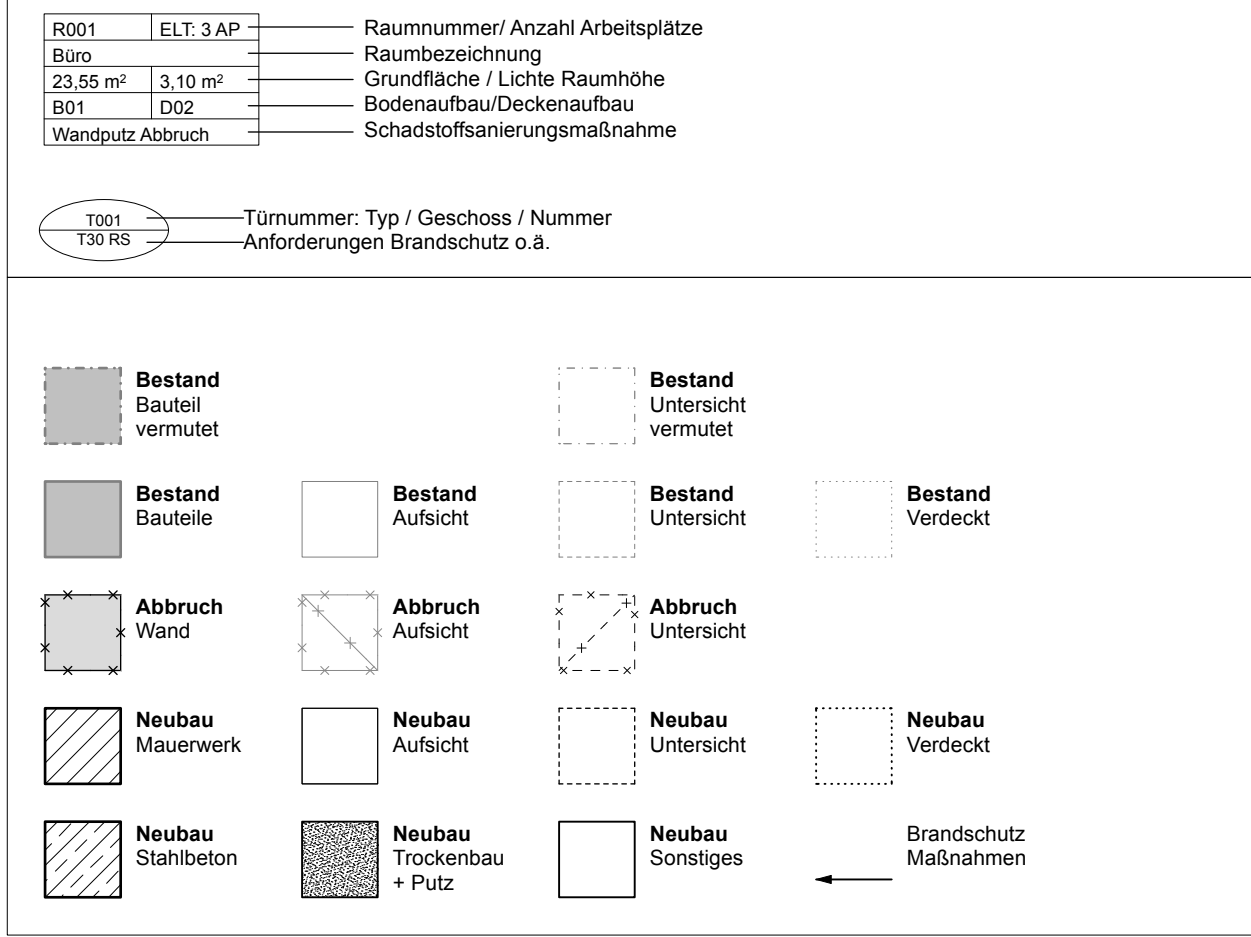 R001 ELT: 3 AP Raumnummer/ Anzahl Arbeitsplätze
Büro Raumbezeichnung
23,55 m² 3,10 m² Grundfläche / Lichte Raumhöhe
B01 D02 Bodenaufbau/Deckenaufbau
Wandputz Abbruch Schadstoffsanierungsmaßnahme
T001 Türnummer: Typ / Geschoss / Nummer
T30 RS Anforderungen Brandschutz o.ä.
Bestand
Bauteil
vermutet
Bestand
Untersicht
vermutet
Bestand
Bauteile
Bestand
Aufsicht
Bestand
Untersicht
Bestand
Verdeckt
Abbruch
Wand
Abbruch
Aufsicht
Abbruch
Untersicht
Neubau
Mauerwerk
Neubau
Aufsicht
Neubau
Untersicht
Neubau
Verdeckt
Neubau
Stahlbeton
Neubau
Trockenbau
+ Putz
Neubau
Sonstiges
Brandschutz
Maßnahmen